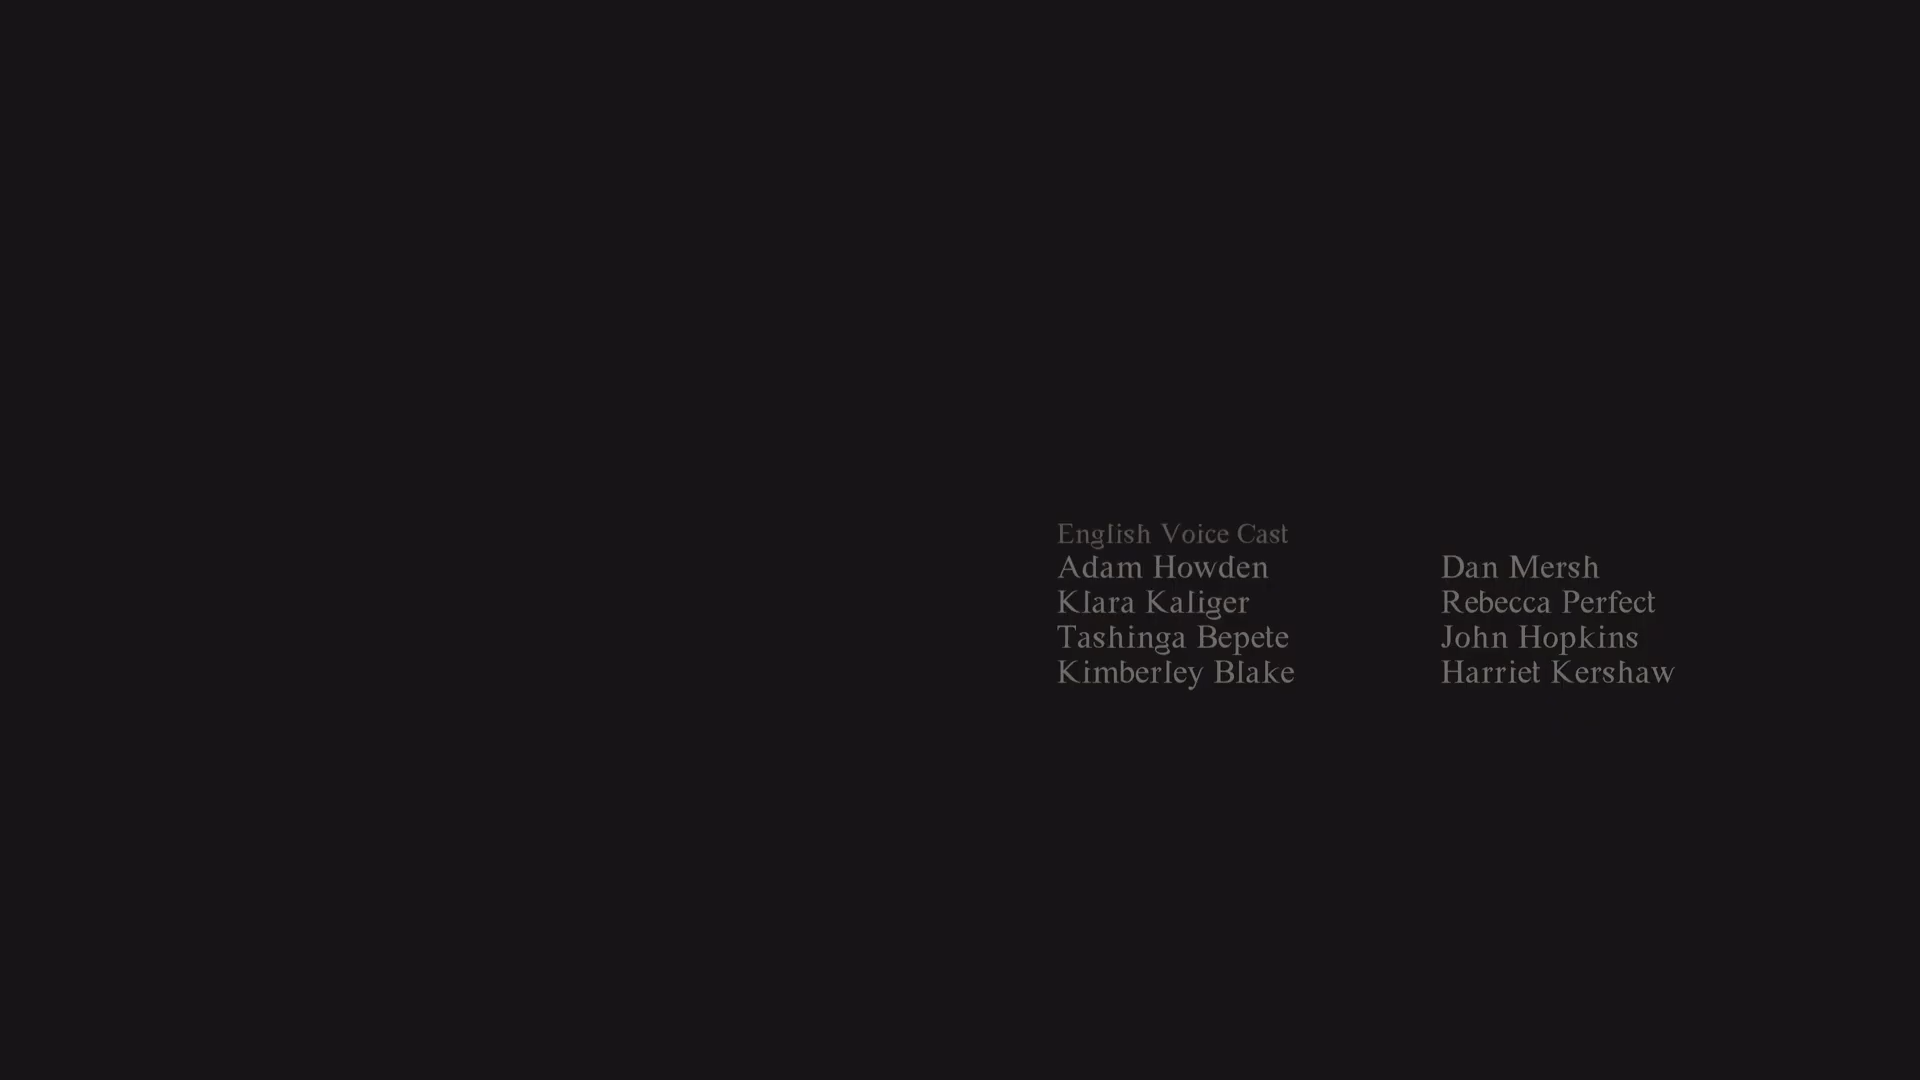 English Voice Cast
Adam Howden Dan Mersh
Klara Kaliger Rebecca Perfect
Tashinga Bepete John Hopkins
Kimberley Blake Harriet Kershaw